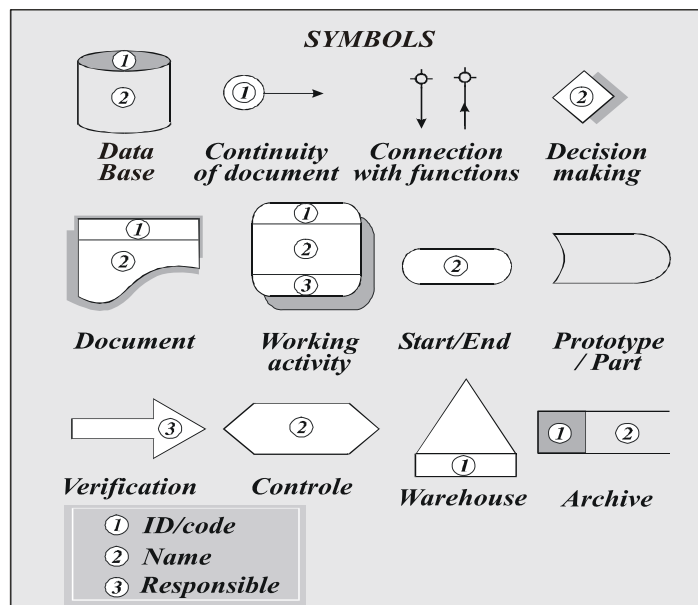 SYMBOLS
1
2
1
2
Data
Base
Continuity
of document
Connection
with functions
Decision
making
1
2
1
2
3
2
Document
Working
activity
Start/End
Prototype
/ Part
3
2
1
1
2
Verification
Controle
Warehouse
Archive
1 ID/code
2 Name
3 Responsible